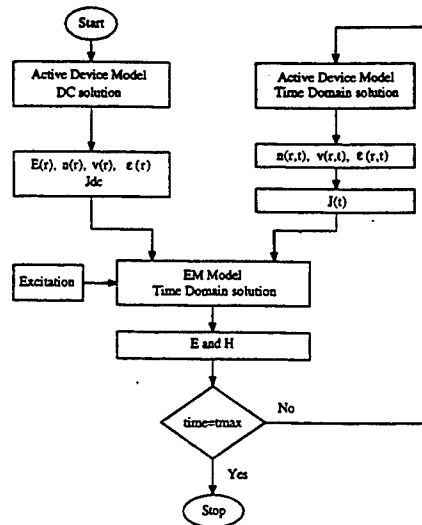 Start
Active Device Model
DC solution
E(r), n(r), v(r), ε(r)
Jdc
Active Device Model
Time Domain solution
n(r,t), v(r,t), ε(r,t)
J(t)
Excitation
EM Model
Time Domain solution
E and H
time=tmax
No
Yes
Stop